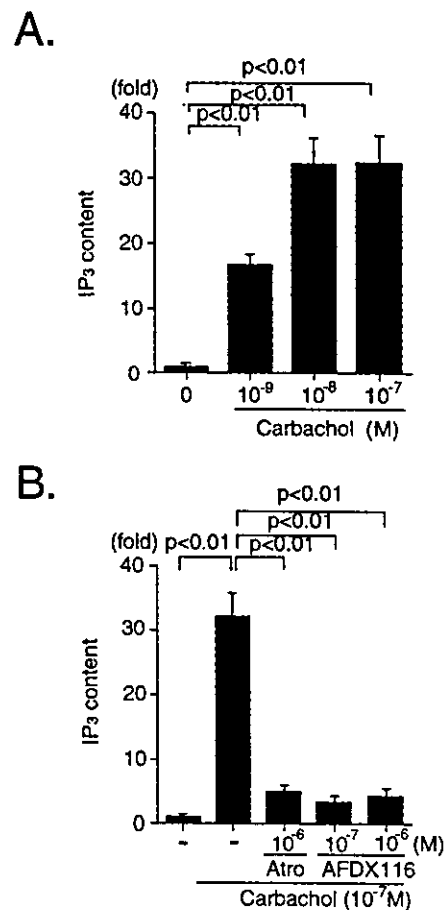 A.
p<0.01
(fold)
p<0.01
p<0.01
40
30
20
10
0
IP₃ content
0 10⁻⁹ 10⁻⁸ 10⁻⁷
Carbachol (M)
B.
p<0.01
p<0.01
(fold) p<0.01 p<0.01
40
30
20
10
0
IP₃ content
- - 10⁻⁶ 10⁻⁷ 10⁻⁶ (M)
Atro AFDX116
Carbachol (10⁻⁷M)